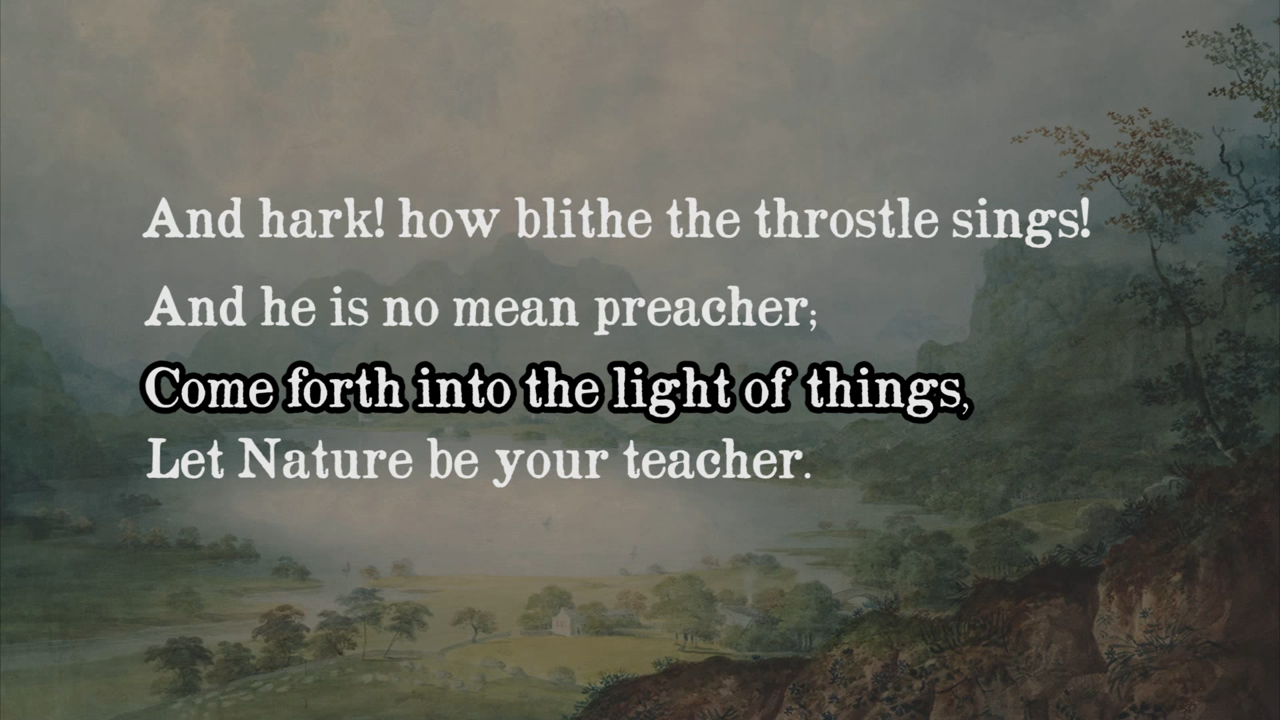 And hark! how blithe the throstle sings!
And he is no mean preacher;
Come forth into the light of things,
Let Nature be your teacher.